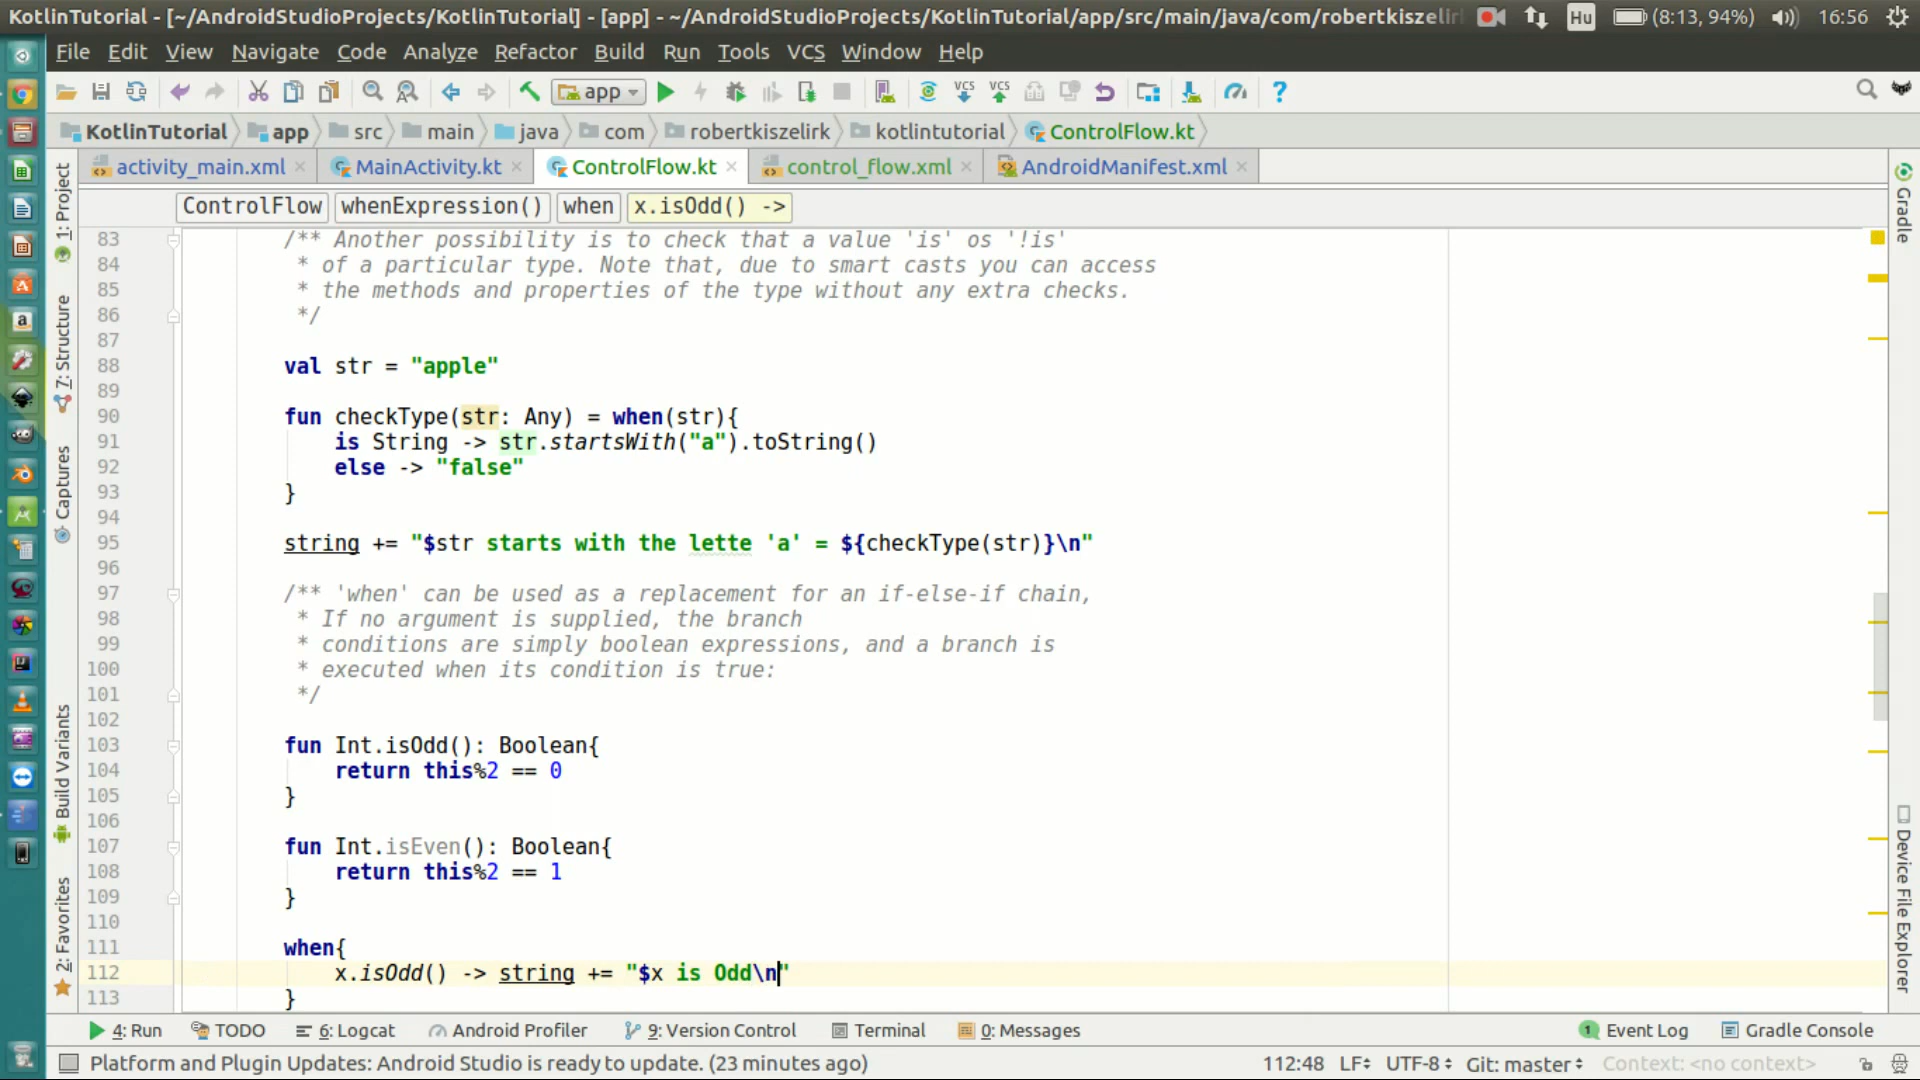 KotlinTutorial - [~/AndroidStudioProjects/KotlinTutorial] - [app] - ~/AndroidStudioProjects/KotlinTutorial/app/src/main/java/com/robertkiszelirk Hu (8:13, 94%) 16:56
File Edit View Navigate Code Analyze Refactor Build Run Tools VCS Window Help
app VCS VCS ?
KotlinTutorial app src main java com robertkiszelirk kotlintutorial ControlFlow.kt
activity_main.xml MainActivity.kt ControlFlow.kt control_flow.xml AndroidManifest.xml
ControlFlow whenExpression() when x.isOdd() ->
1: Project
7: Structure
Captures
Build Variants
2: Favorites
83 /** Another possibility is to check that a value 'is' os '!is'
84 * of a particular type. Note that, due to smart casts you can access
85 * the methods and properties of the type without any extra checks.
86 */
87
88 val str = "apple"
89
90 fun checkType(str: Any) = when(str){
91 is String -> str.startsWith("a").toString()
92 else -> "false"
93 }
94
95 string += "$str starts with the lette 'a' = ${checkType(str)}\n"
96
97 /** 'when' can be used as a replacement for an if-else-if chain,
98 * If no argument is supplied, the branch
99 * conditions are simply boolean expressions, and a branch is
100 * executed when its condition is true:
101 */
102
103 fun Int.isOdd(): Boolean{
104 return this%2 == 0
105 }
106
107 fun Int.isEven(): Boolean{
108 return this%2 == 1
109 }
110
111 when{
112 x.isOdd() -> string += "$x is Odd\n"
113 }
Gradle
Device File Explorer
4: Run TODO 6: Logcat Android Profiler 9: Version Control Terminal 0: Messages 1 Event Log Gradle Console
Platform and Plugin Updates: Android Studio is ready to update. (23 minutes ago) 112:48 LF UTF-8 Git: master Context: <no context>